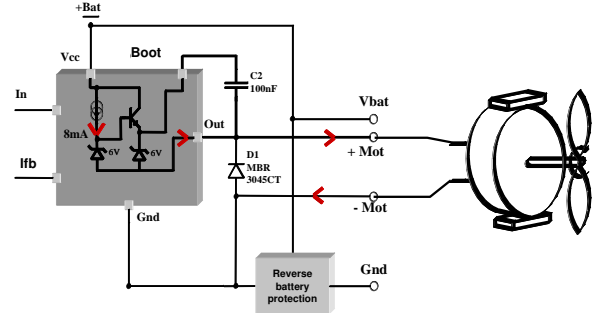 +Bat
Vcc
Boot
C2
100nF
In
Vbat
8mA
6V
6V
Out
+ Mot
D1
MBR
3045CT
Ifb
- Mot
Gnd
Gnd
Reverse
battery
protection